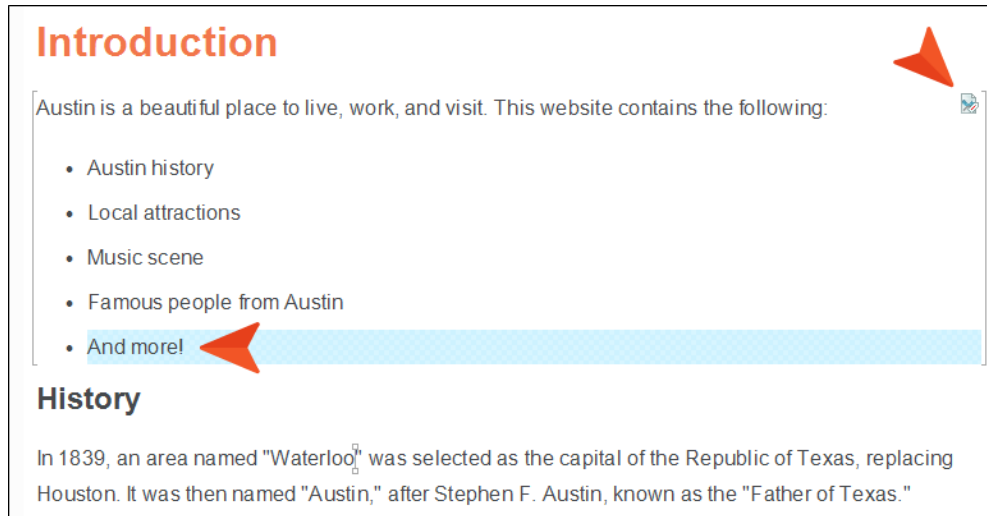 Introduction
Austin is a beautiful place to live, work, and visit. This website contains the following:
• Austin history
• Local attractions
• Music scene
• Famous people from Austin
• And more!
History
In 1839, an area named "Waterloo" was selected as the capital of the Republic of Texas, replacing
Houston. It was then named "Austin," after Stephen F. Austin, known as the "Father of Texas."